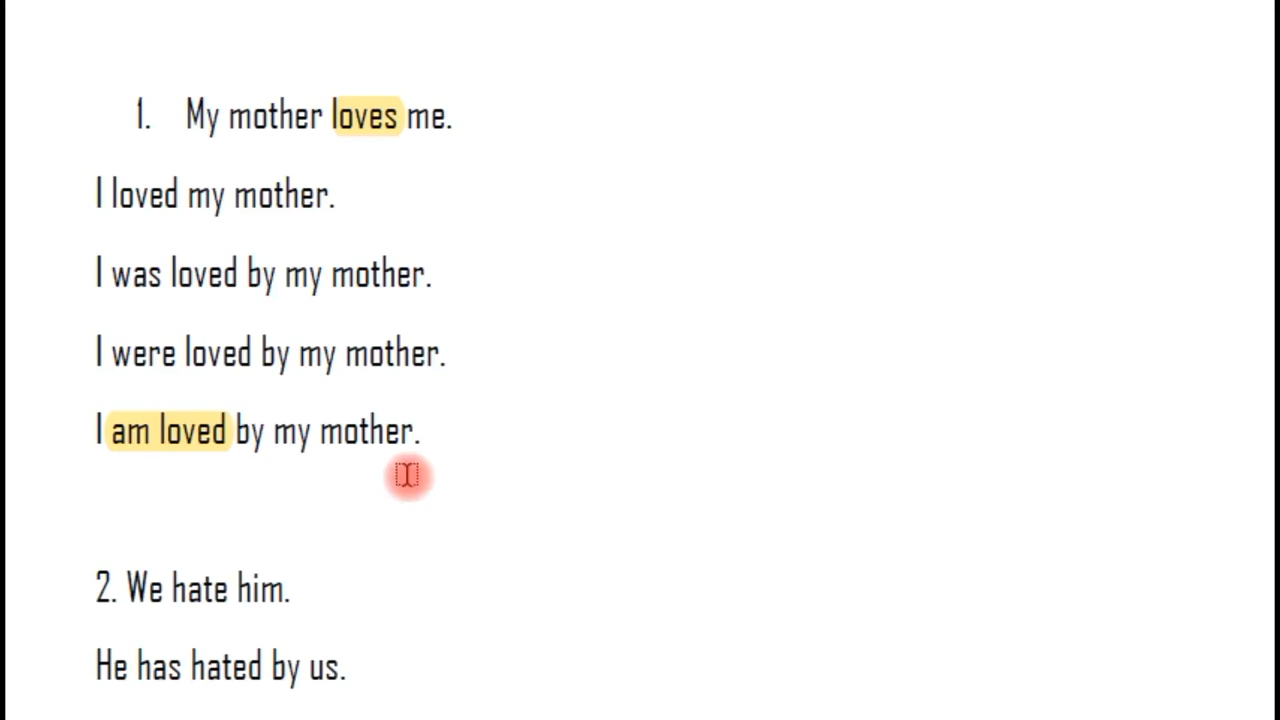 1. My mother loves me.
I loved my mother.
I was loved by my mother.
I were loved by my mother.
I am loved by my mother.
2. We hate him.
He has hated by us.